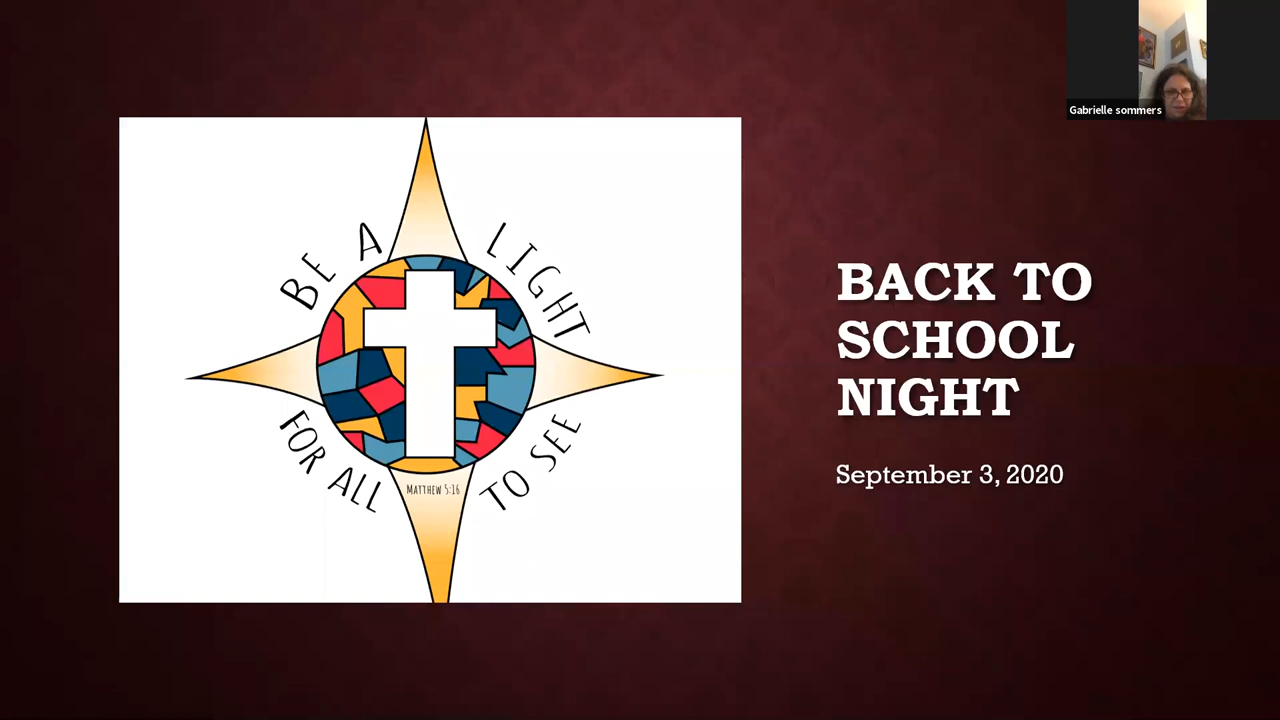 BE A LIGHT
FOR ALL TO SEE
MATTHEW 5:16
BACK TO
SCHOOL
NIGHT
September 3, 2020
Gabrielle sommers